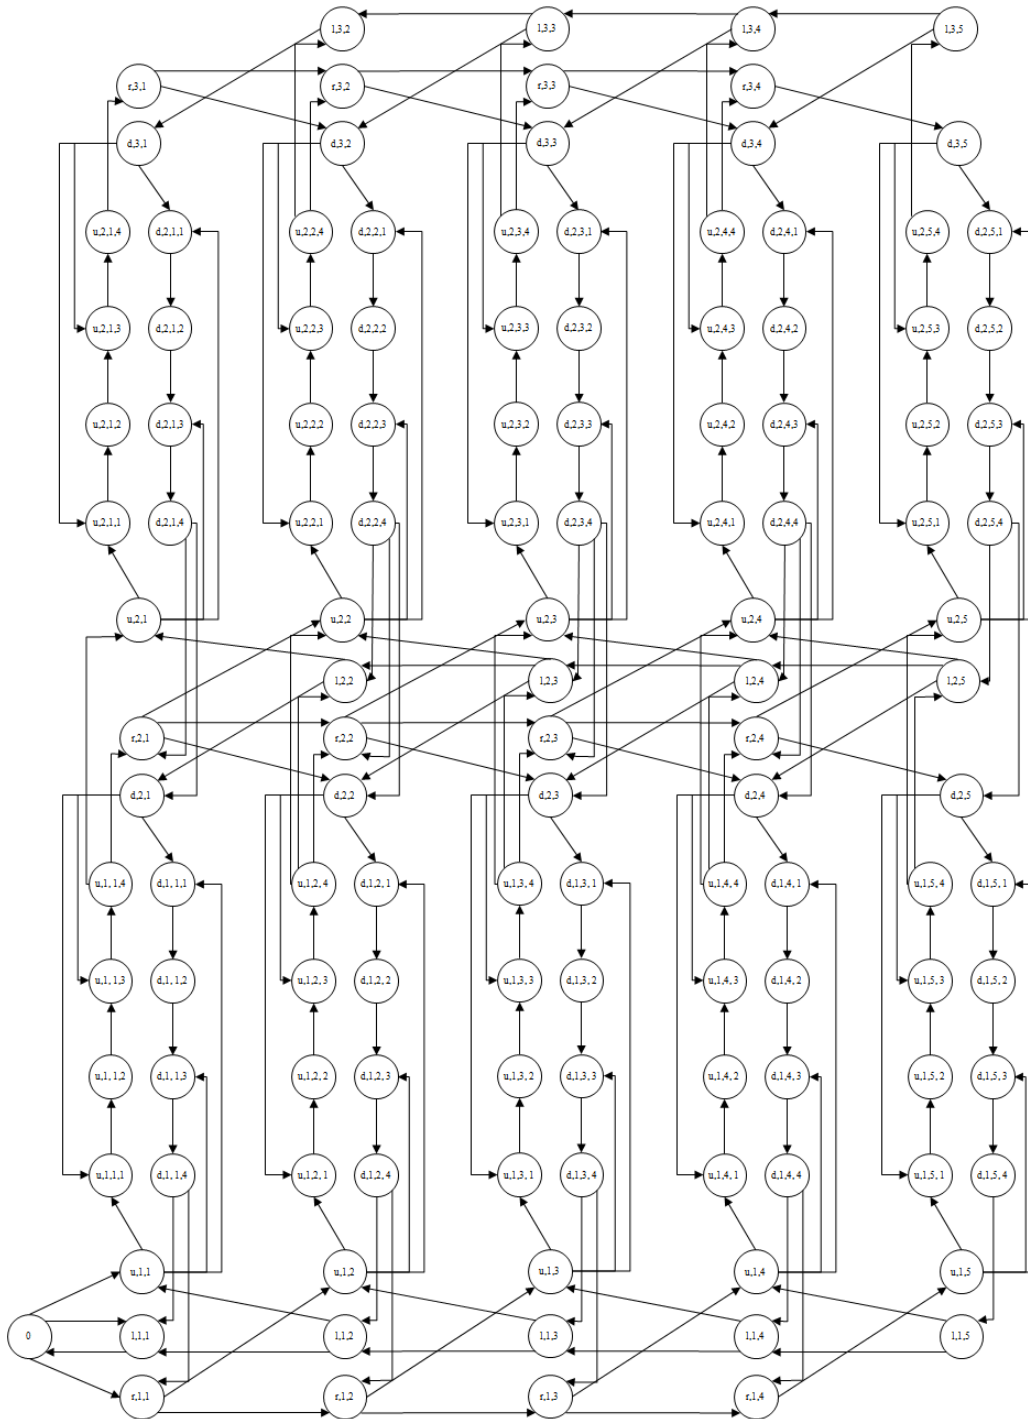 1,3,2 1,3,3 1,3,4 1,3,5
r,3,1 r,3,2 r,3,3 r,3,4
d,3,1 d,3,2 d,3,3 d,3,4 d,3,5
u,2,1,4 d,2,1,1 u,2,2,4 d,2,2,1 u,2,3,4 d,2,3,1 u,2,4,4 d,2,4,1 u,2,5,4 d,2,5,1
u,2,1,3 d,2,1,2 u,2,2,3 d,2,2,2 u,2,3,3 d,2,3,2 u,2,4,3 d,2,4,2 u,2,5,3 d,2,5,2
u,2,1,2 d,2,1,3 u,2,2,2 d,2,2,3 u,2,3,2 d,2,3,3 u,2,4,2 d,2,4,3 u,2,5,2 d,2,5,3
u,2,1,1 d,2,1,4 u,2,2,1 d,2,2,4 u,2,3,1 d,2,3,4 u,2,4,1 d,2,4,4 u,2,5,1 d,2,5,4
u,2,1 u,2,2 u,2,3 u,2,4 u,2,5
1,2,2 1,2,3 1,2,4 1,2,5
r,2,1 r,2,2 r,2,3 r,2,4
d,2,1 d,2,2 d,2,3 d,2,4 d,2,5
u,1, 1,4 d,1, 1,1 u,1,2, 4 d,1,2, 1 u,1,3, 4 d,1,3, 1 u,1,4, 4 d,1,4, 1 u,1,5, 4 d,1,5, 1
u,1, 1,3 d,1, 1,2 u,1,2, 3 d,1,2, 2 u,1,3, 3 d,1,3, 2 u,1,4, 3 d,1,4, 2 u,1,5, 3 d,1,5, 2
u,1, 1,2 d,1, 1,3 u,1,2, 2 d,1,2, 3 u,1,3, 2 d,1,3, 3 u,1,4, 2 d,1,4, 3 u,1,5, 2 d,1,5, 3
u,1,1,1 d,1, 1,4 u,1,2, 1 d,1,2, 4 u,1,3, 1 d,1,3, 4 u,1,4, 1 d,1,4, 4 u,1,5, 1 d,1,5, 4
u,1,1 u,1,2 u,1,3 u,1,4 u,1,5
0 1,1,1 1,1,2 1,1,3 1,1,4 1,1,5
r,1,1 r,1,2 r,1,3 r,1,4